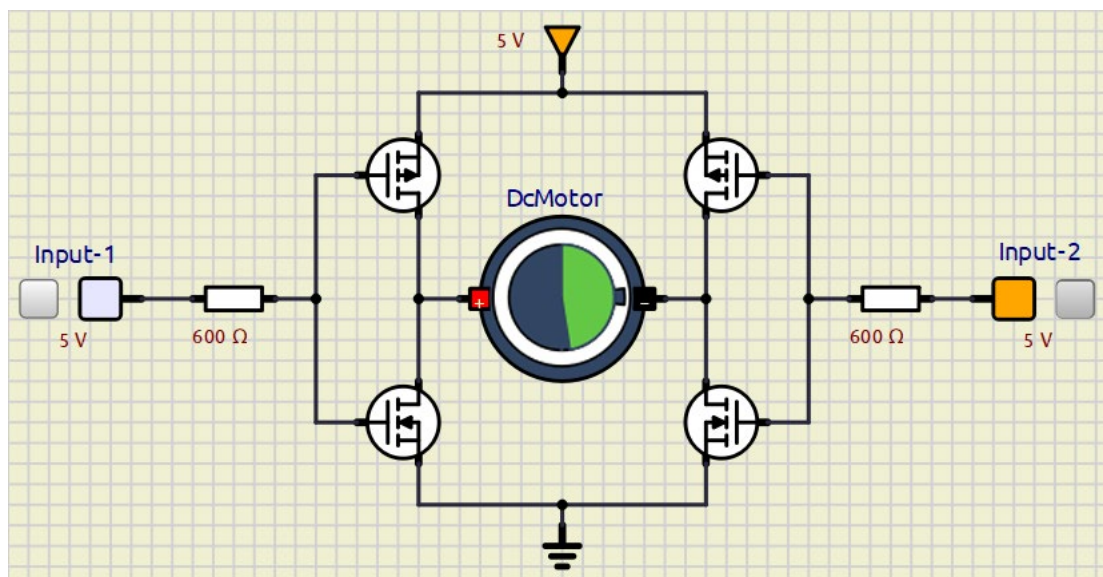 5 V
DcMotor
Input-1
5 V
600 Ω
+
-
Input-2
600 Ω
5 V